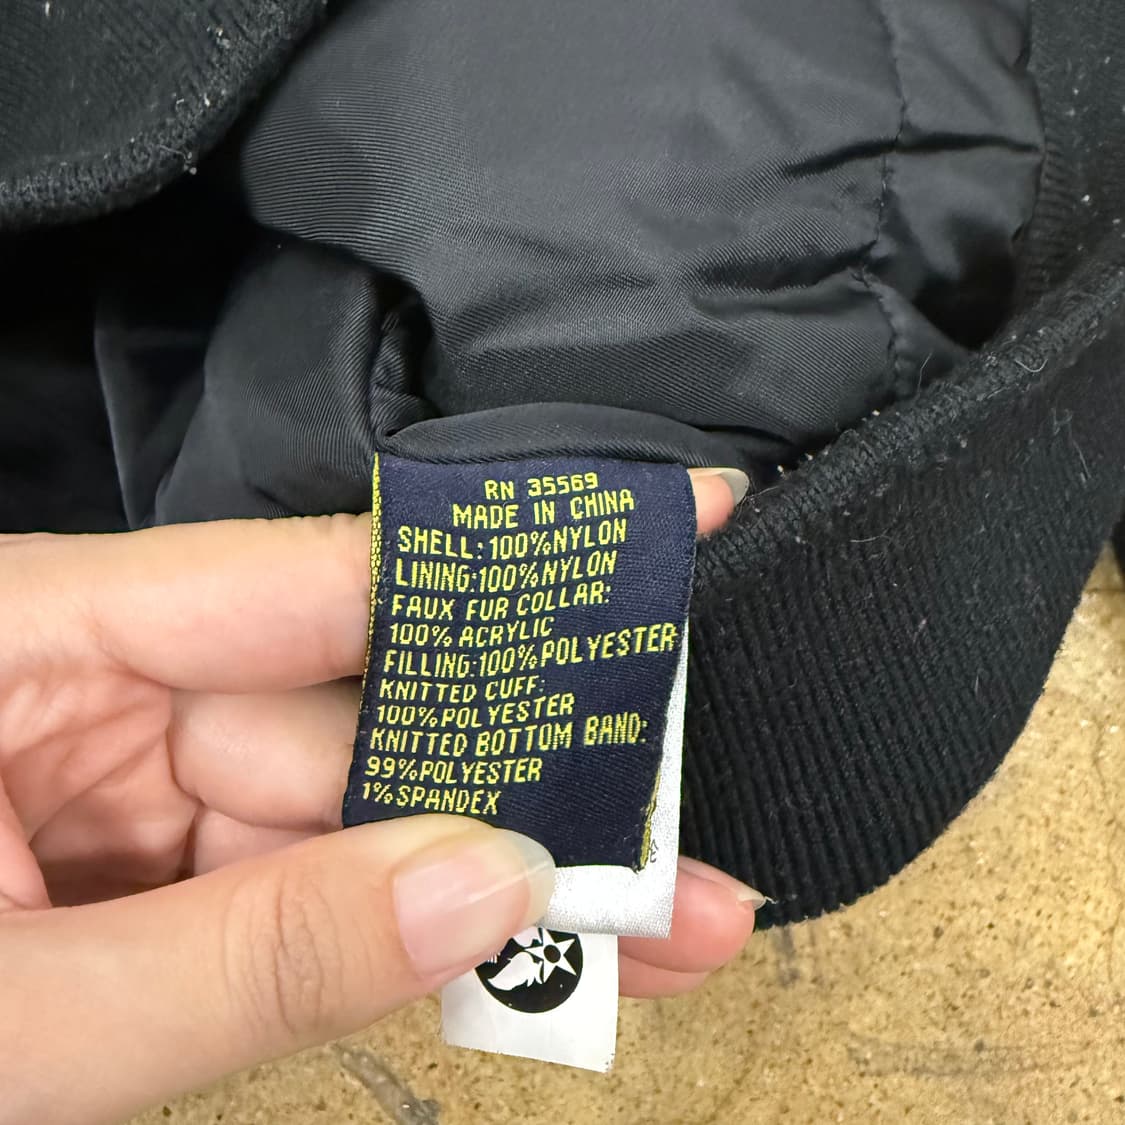 RN 35569
MADE IN CHINA
SHELL:100%NYLON
LINING:100%NYLON
FAUX FUR COLLAR:
100% ACRYLIC
FILLING:100%POLYESTER
KNITTED CUFF:
100%POLYESTER
KNITTED BOTTOM BAND:
99%POLYESTER
1%SPANDEX